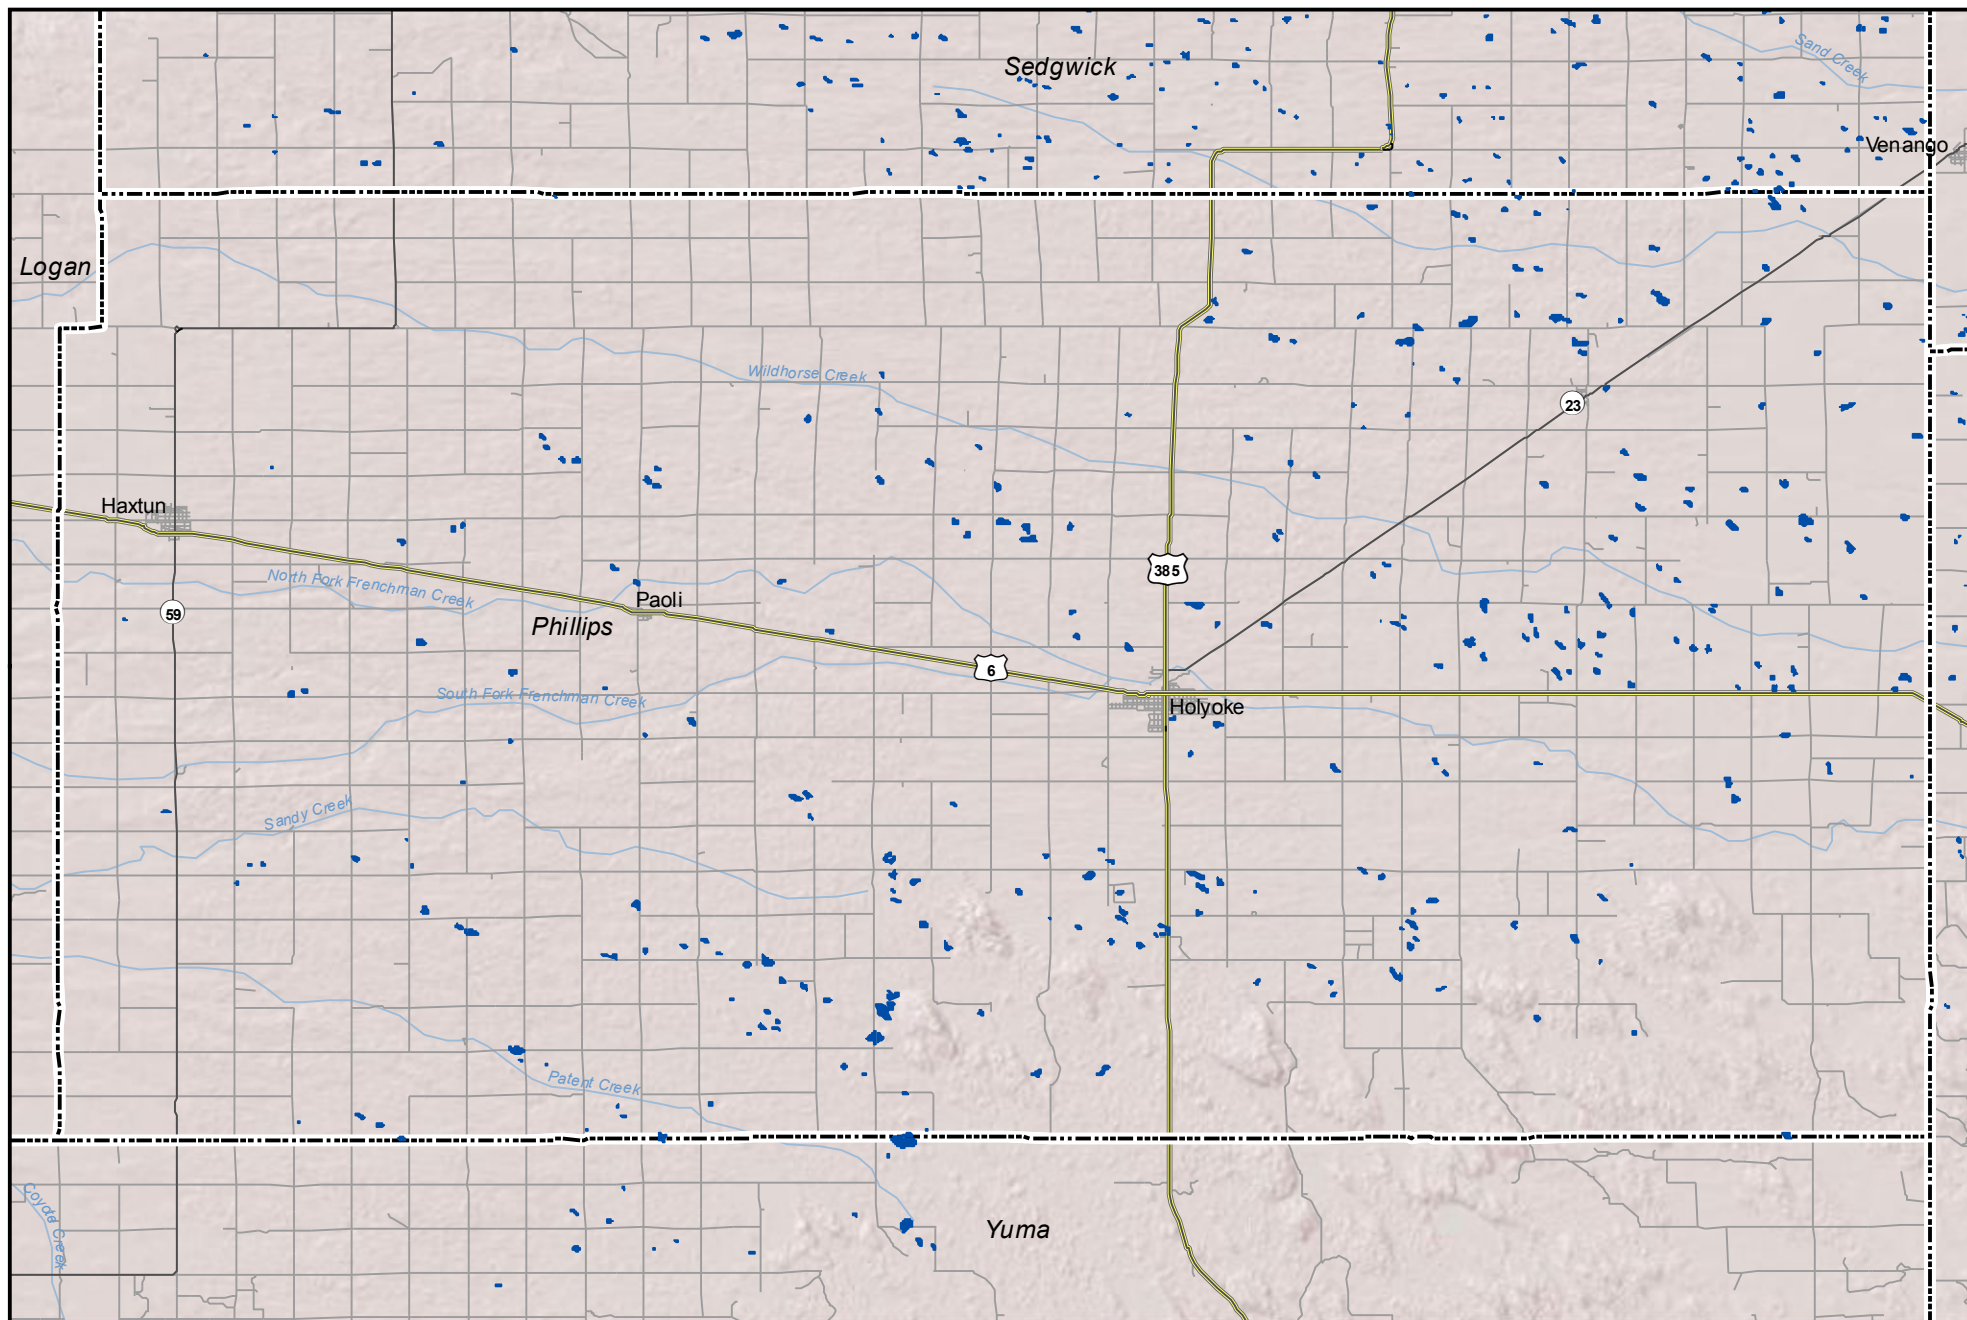 Sedgwick
Sand Creek
Venango
Logan
Wildhorse Creek
23
Haxtun
385
North Fork Frenchman Creek
Paoli
59
Phillips
6
South Fork Frenchman Creek
Holyoke
Sandy Creek
Patent Creek
Coyote Creek
Yuma